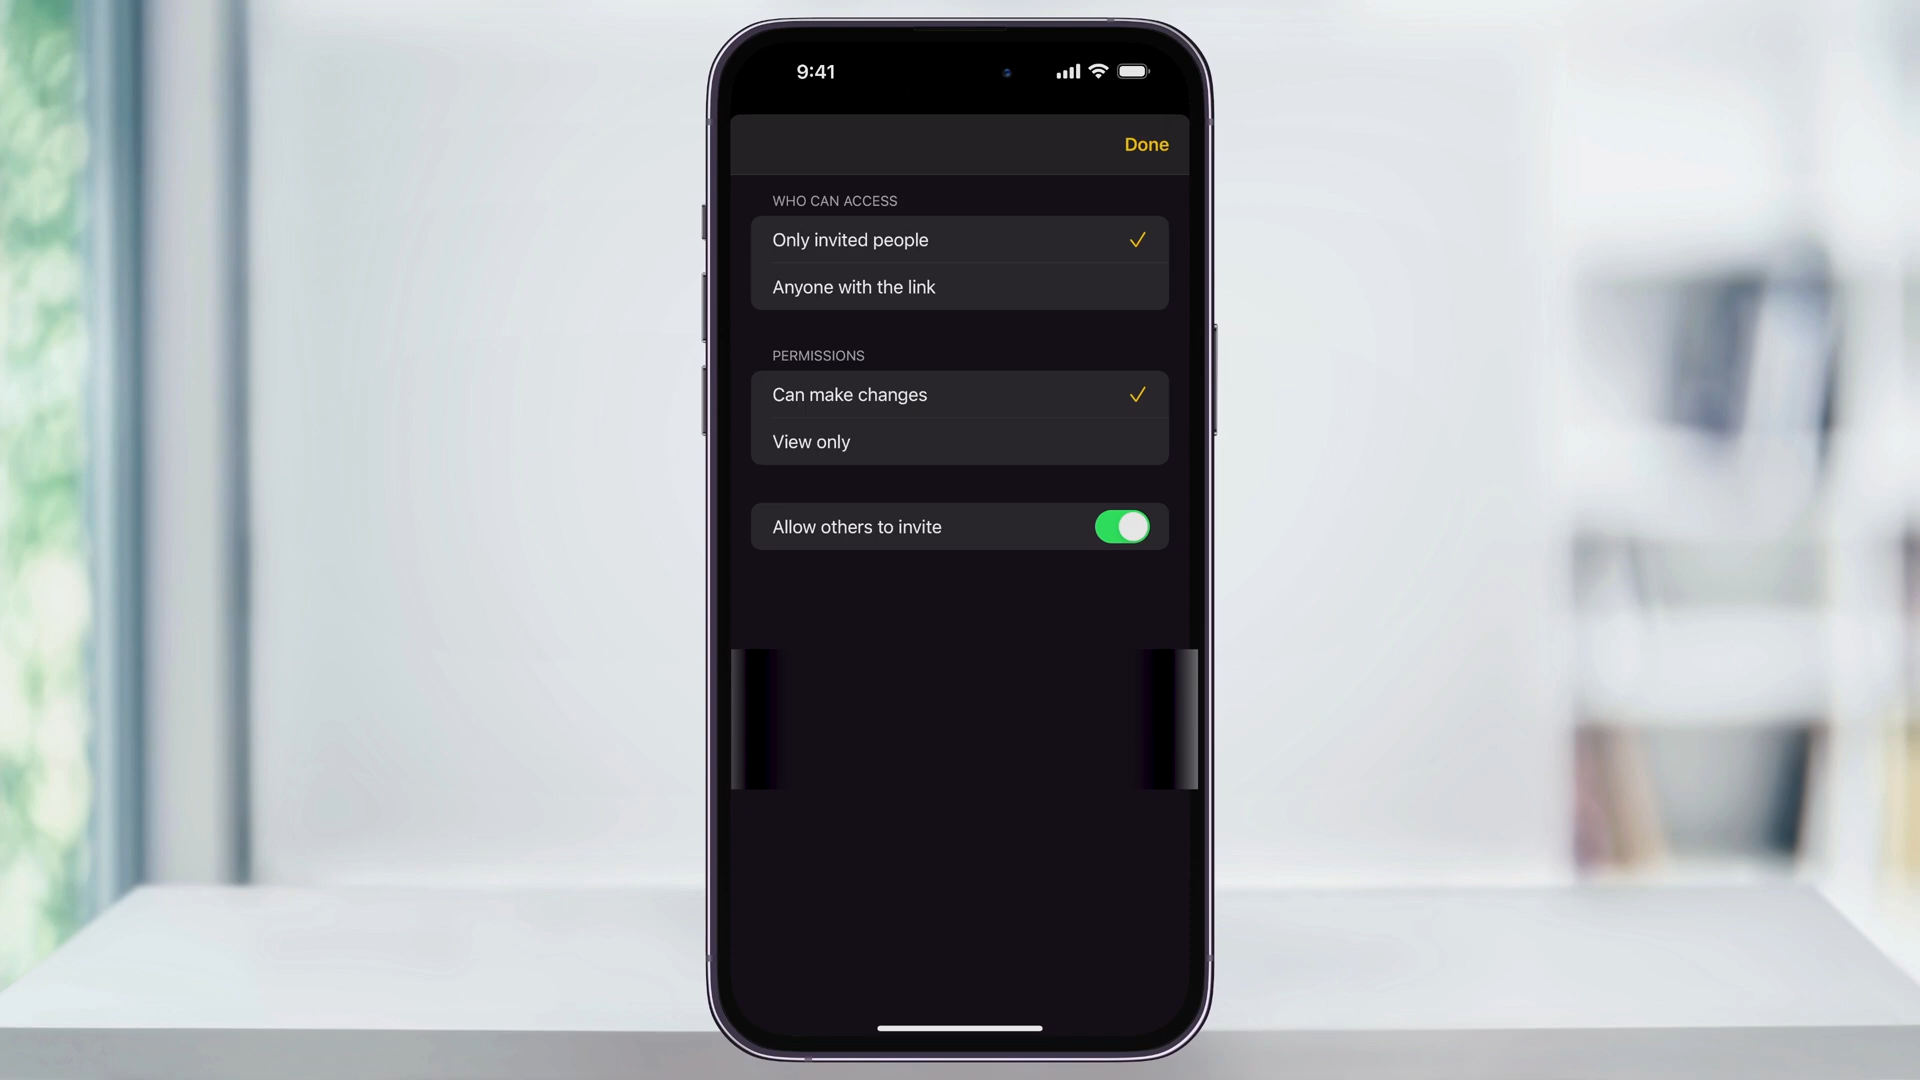 9:41
Done
WHO CAN ACCESS
Only invited people
Anyone with the link
PERMISSIONS
Can make changes
View only
Allow others to invite